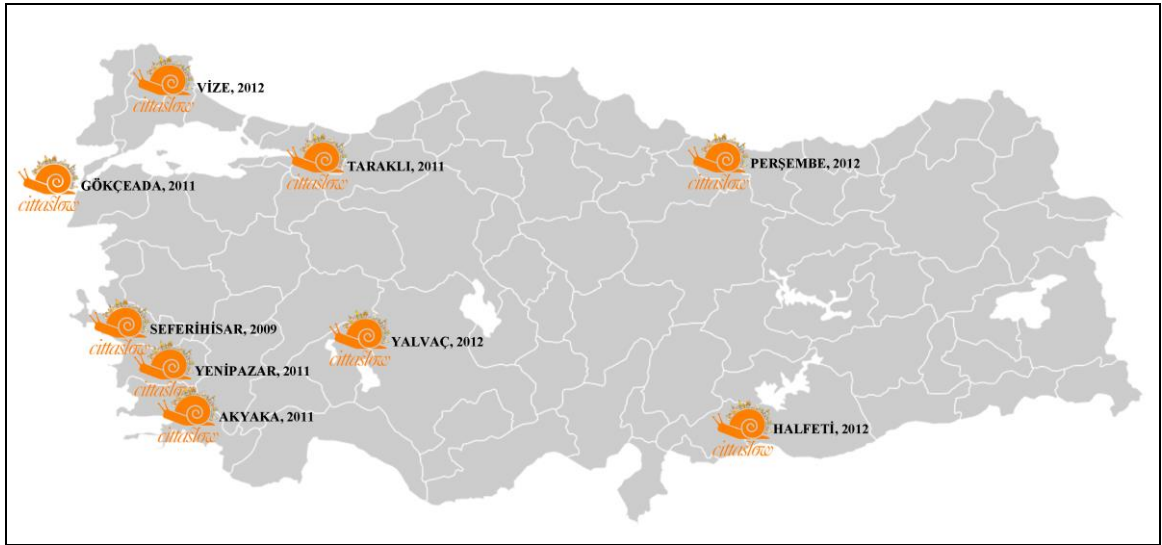 cittaslow
VİZE, 2012
cittaslow
TARAKLI, 2011
cittaslow
PERŞEMBE, 2012
cittaslow
GÖKÇEADA, 2011
cittaslow
SEFERİHİSAR, 2009
cittaslow
YALVAÇ, 2012
cittaslow
YENİPAZAR, 2011
cittaslow
AKYAKA, 2011
cittaslow
HALFETİ, 2012